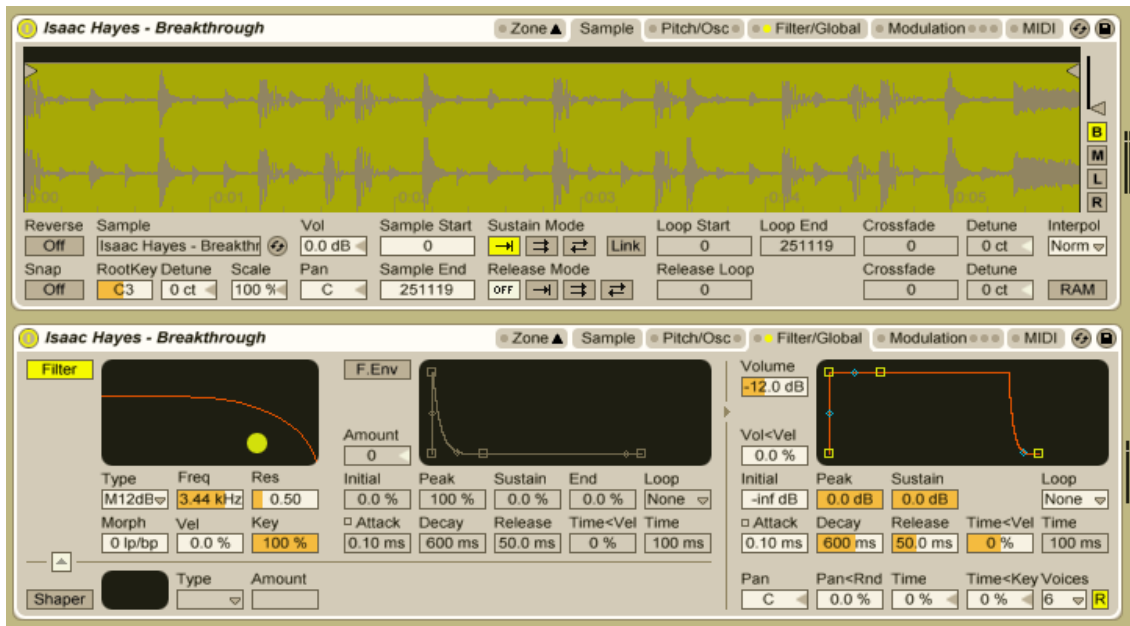 Isaac Hayes - Breakthrough Zone Sample Pitch/Osc Filter/Global Modulation MIDI
B
M
L
R
0:00 0:01 0:02 0:03 0:04 0:05
Reverse Sample Vol Sample Start Sustain Mode Loop Start Loop End Crossfade Detune Interpol
Off Isaac Hayes - Breakthr 0.0 dB 0 Link 0 251119 0 0 ct Norm
Snap RootKey Detune Scale Pan Sample End Release Mode Release Loop Crossfade Detune
Off C3 0 ct 100 % C 251119 OFF 0 0 0 ct RAM
Isaac Hayes - Breakthrough Zone Sample Pitch/Osc Filter/Global Modulation MIDI
Filter F.Env Volume
-12.0 dB
Amount Vol<Vel
0 0.0 %
Type Freq Res Initial Peak Sustain End Loop Initial Peak Sustain Loop
M12dB 3.44 kHz 0.50 0.0 % 100 % 0.0 % 0.0 % None -inf dB 0.0 dB 0.0 dB None
Morph Vel Key Attack Decay Release Time<Vel Time Attack Decay Release Time<Vel Time
0 lp/bp 0.0 % 100 % 0.10 ms 600 ms 50.0 ms 0 % 100 ms 0.10 ms 600 ms 50.0 ms 0 % 100 ms
Type Amount Pan Pan<Rnd Time Time<Key Voices
Shaper C 0.0 % 0 % 0 % 6 R